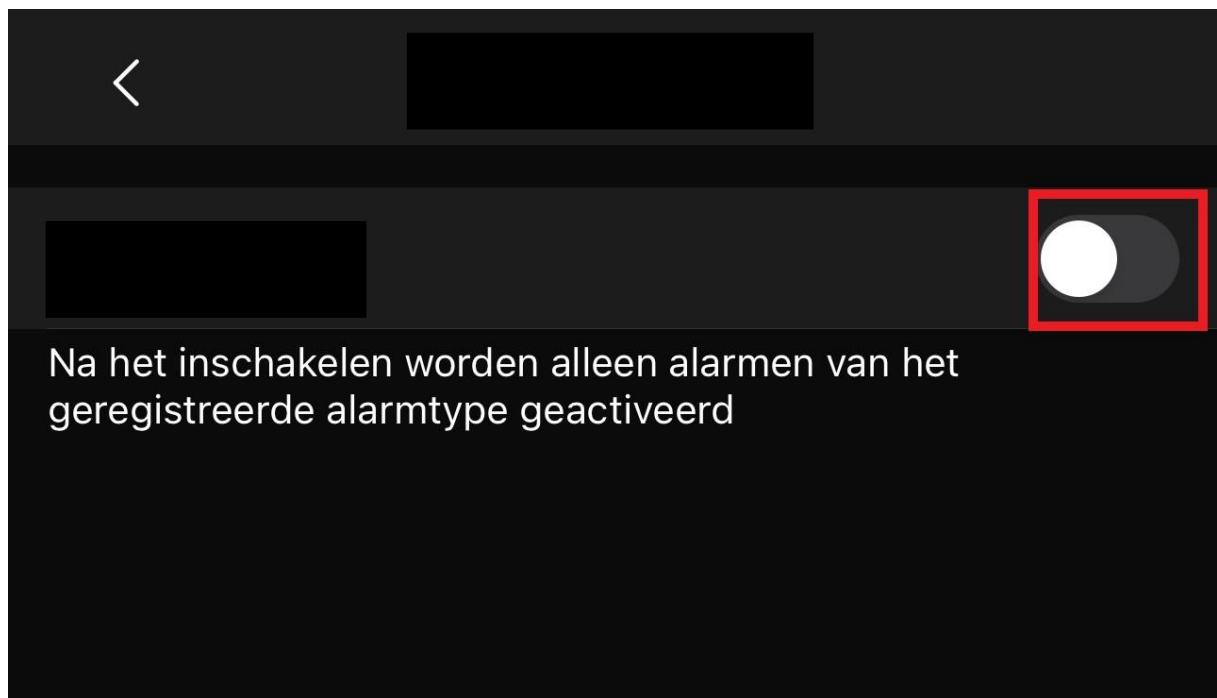 Na het inschakelen worden alleen alarmen van het
geregistreerde alarmtype geactiveerd